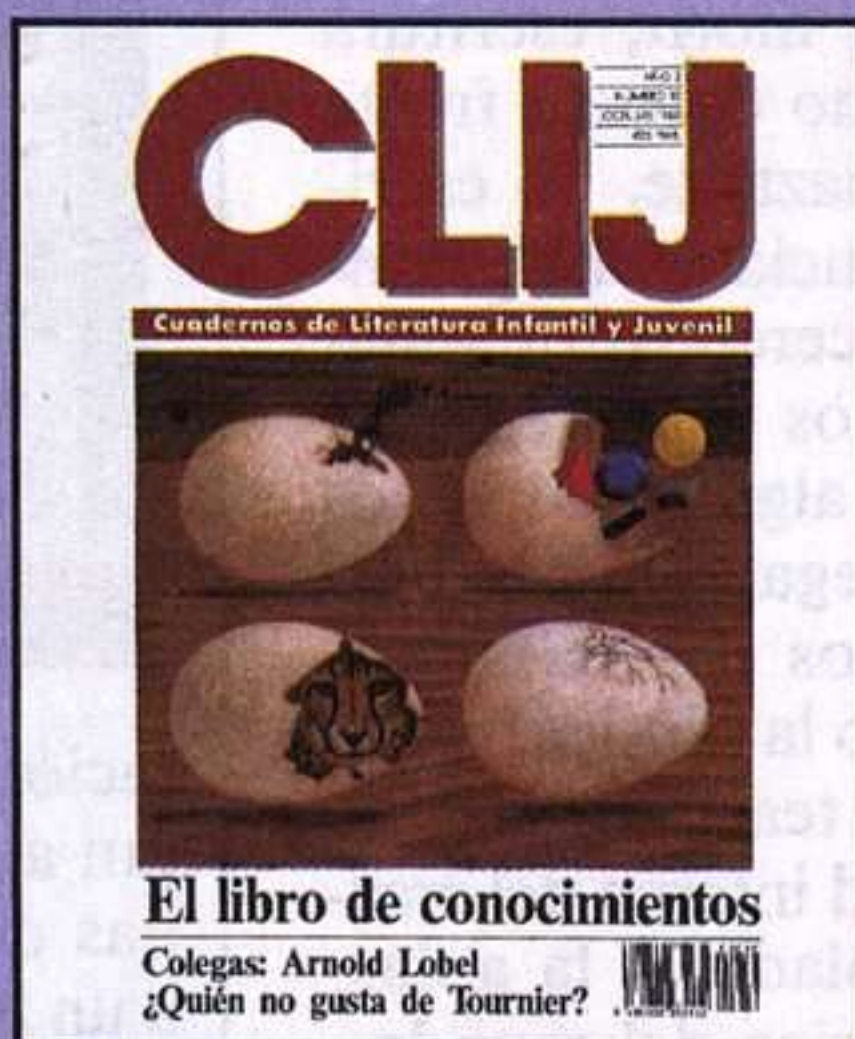 CLIJ
Cuadernos de Literatura Infantil y Juvenil
El libro de conocimientos
Colegas: Arnold Lobel
¿Quién no gusta de Tournier?